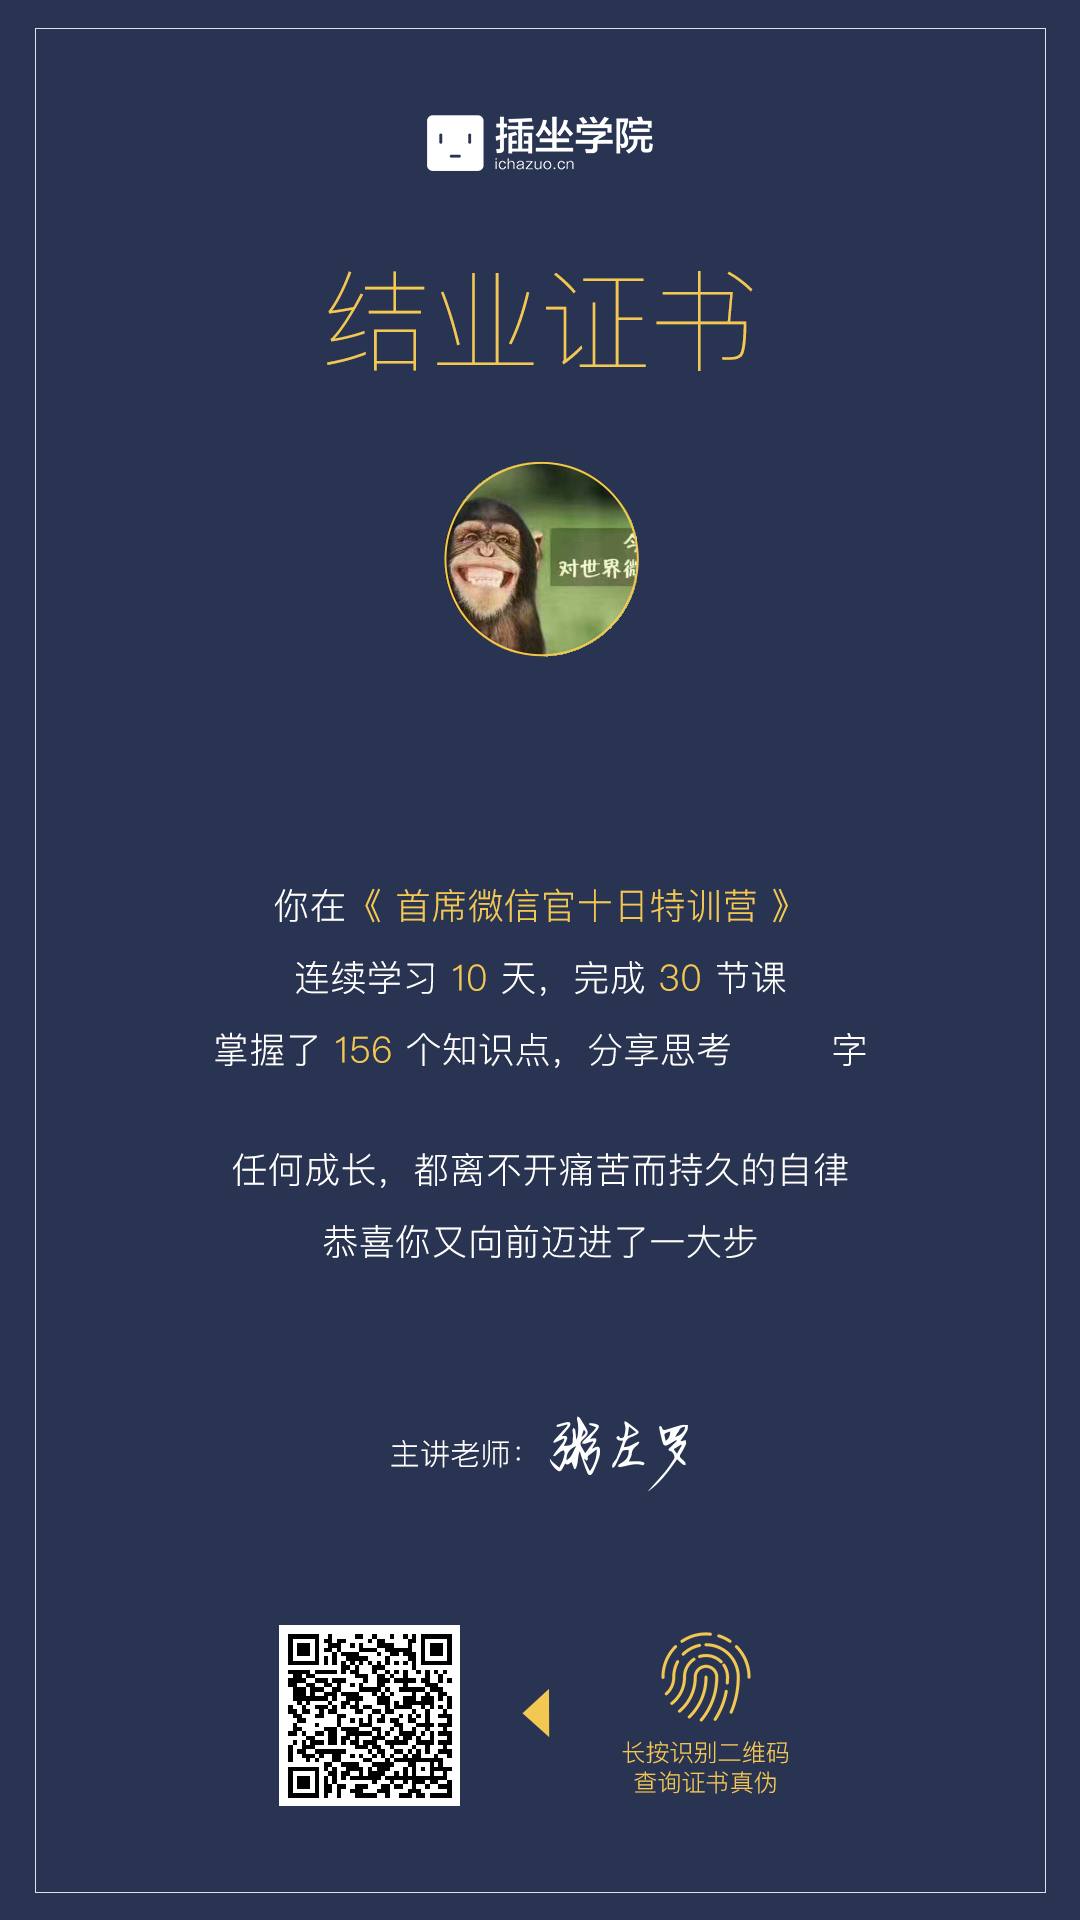 插坐学院
ichazuo.cn
结业证书
对世界微
你在《 首席微信官十日特训营 》
连续学习 10 天，完成 30 节课
掌握了 156 个知识点，分享思考 字
任何成长，都离不开痛苦而持久的自律
恭喜你又向前迈进了一大步
主讲老师：粥左罗
长按识别二维码
查询证书真伪